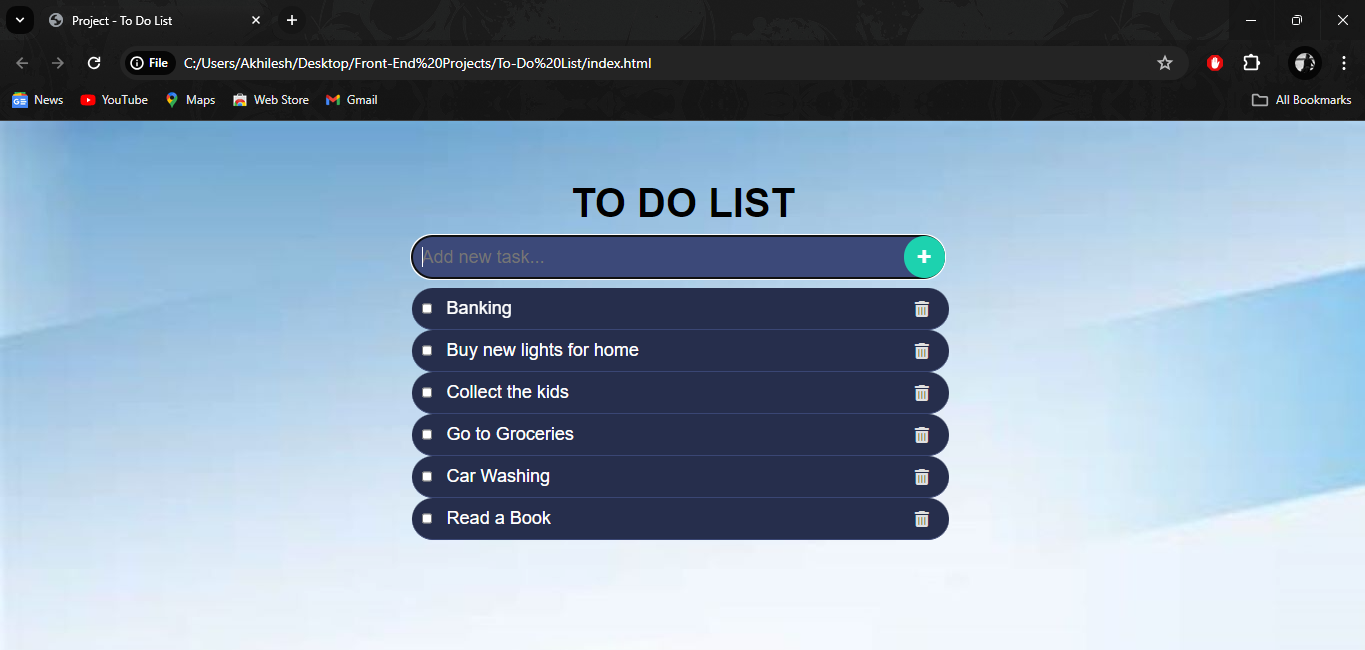 Project - To Do List
File C:/Users/Akhilesh/Desktop/Front-End%20Projects/To-Do%20List/index.html
News YouTube Maps Web Store Gmail All Bookmarks
TO DO LIST
Add new task...
Banking
Buy new lights for home
Collect the kids
Go to Groceries
Car Washing
Read a Book